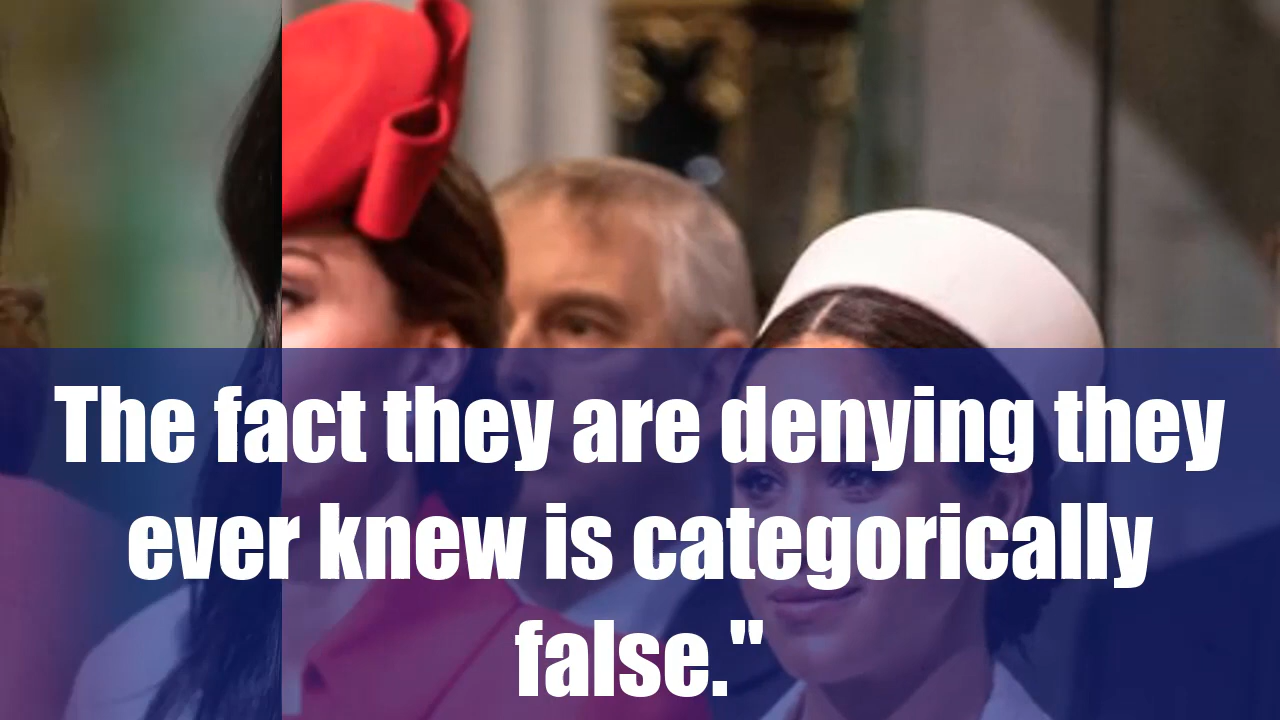 The fact they are denying they
ever knew is categorically
false."